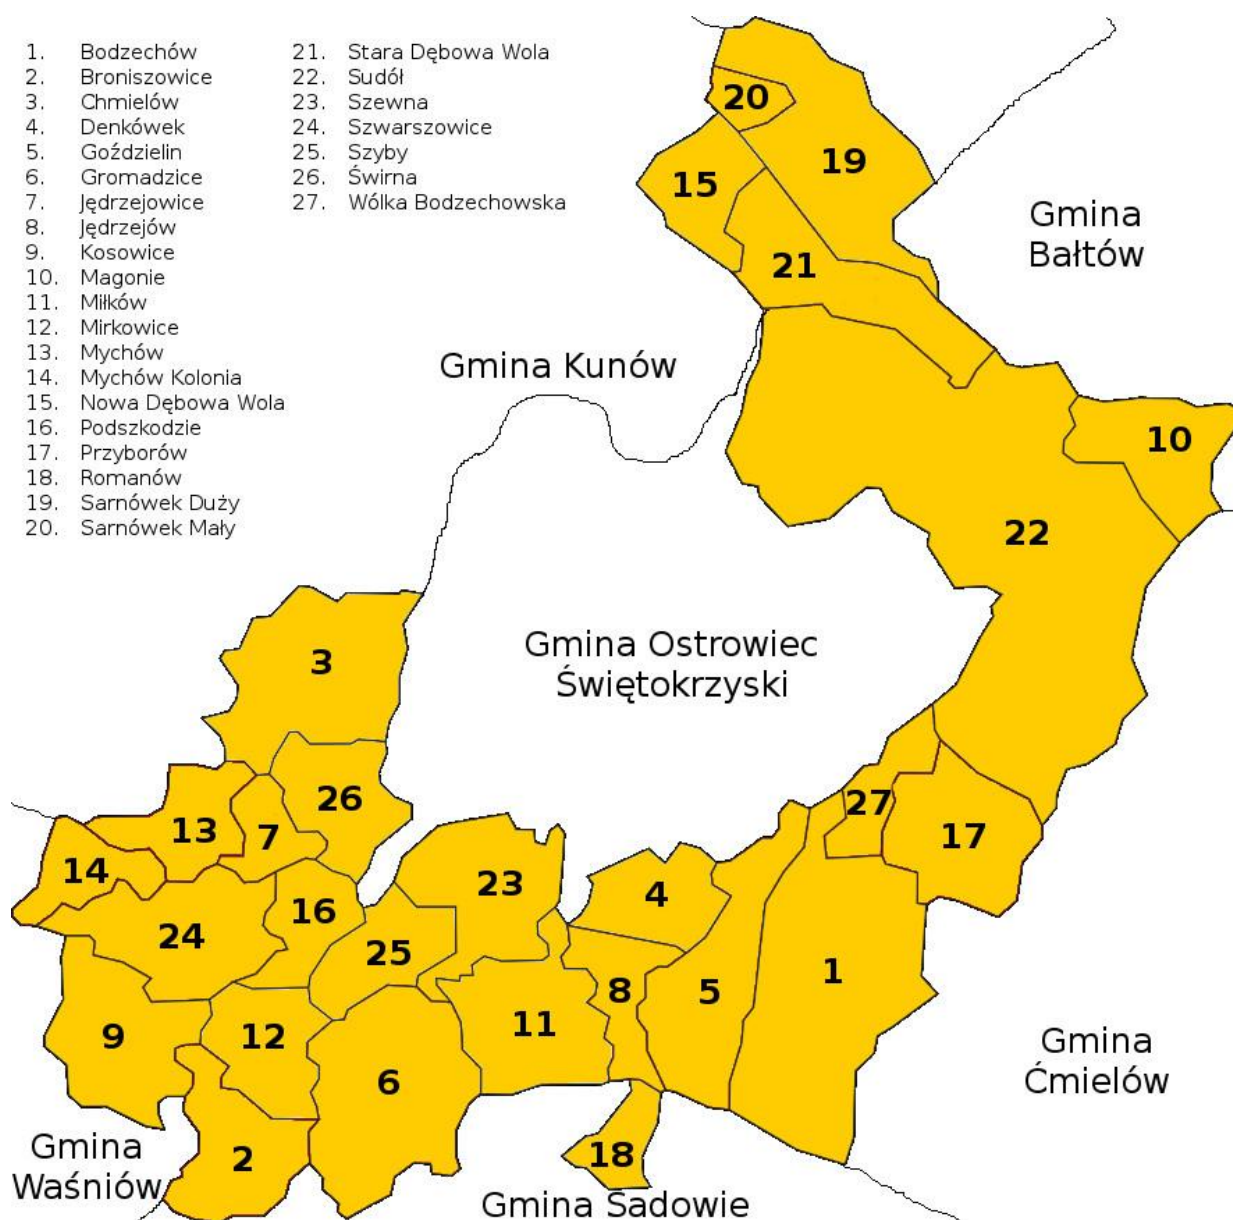 1. Bodzechów
2. Broniszowice
3. Chmielów
4. Denkówek
5. Goździelin
6. Gromadzice
7. Jędrzejowice
8. Jędrzejów
9. Kosowice
10. Magonie
11. Miłków
12. Mirkowice
13. Mychów
14. Mychów Kolonia
15. Nowa Dębowa Wola
16. Podszkodzie
17. Przyborów
18. Romanów
19. Sarnówek Duży
20. Sarnówek Mały
21. Stara Dębowa Wola
22. Sudół
23. Szewna
24. Szwarszowice
25. Szyby
26. Świrna
27. Wólka Bodzechowska
20
19
15
Gmina
Bałtów
21
Gmina Kunów
10
22
Gmina Ostrowiec
Świętokrzyski
3
26
27
13
7
17
14
23
4
16
24
25
1
8
5
9
12
11
6
Gmina
Ćmielów
2
18
Gmina
Waśniów
Gmina Sadowie